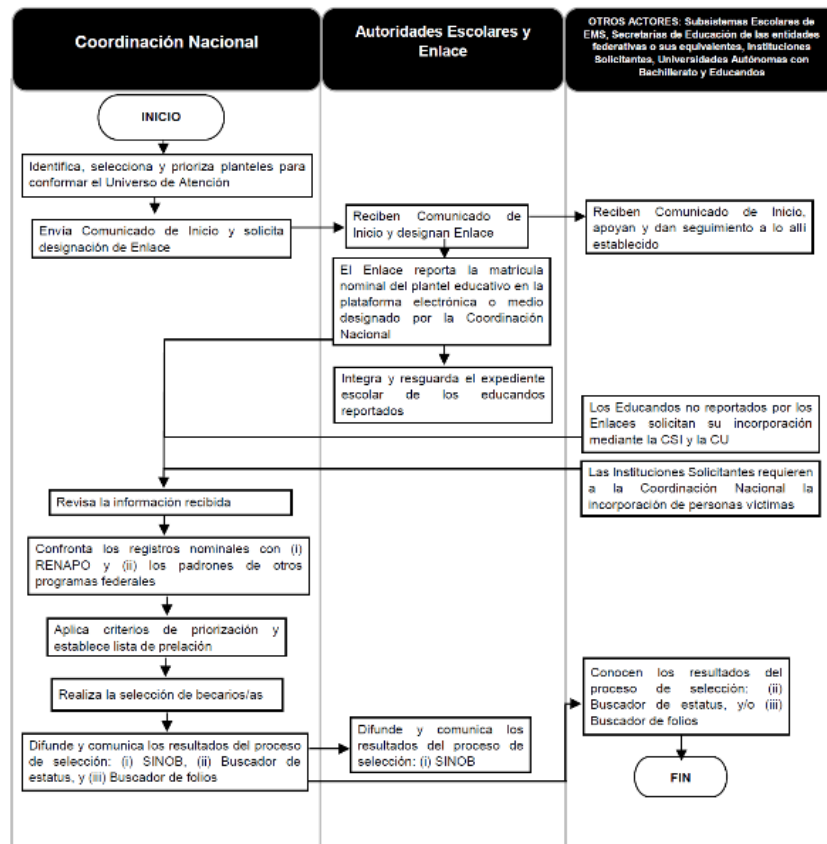 Coordinación Nacional
Autoridades Escolares y
Enlace
OTROS ACTORES: Subsistemas Escolares de
EMS, Secretarías de Educación de las entidades
federativas o sus equivalentes, Instituciones
Solicitantes, Universidades Autónomas con
Bachillerato y Educandos
INICIO
Identifica, selecciona y prioriza planteles para
conformar el Universo de Atención
Envía Comunicado de Inicio y solicita
designación de Enlace
Reciben Comunicado de
Inicio y designan Enlace
Reciben Comunicado de Inicio,
apoyan y dan seguimiento a lo allí
establecido
El Enlace reporta la matrícula
nominal del plantel educativo en la
plataforma electrónica o medio
designado por la Coordinación
Nacional
Integra y resguarda el expediente
escolar de los educandos
reportados
Los Educandos no reportados por los
Enlaces solicitan su incorporación
mediante la CSI y la CU
Las Instituciones Solicitantes requieren
a la Coordinación Nacional la
incorporación de personas víctimas
Revisa la información recibida
Confronta los registros nominales con (i)
RENAPO y (ii) los padrones de otros
programas federales
Aplica criterios de priorización y
establece lista de prelación
Realiza la selección de becarios/as
Difunde y comunica los resultados del proceso
de selección: (i) SINOB, (ii) Buscador de
estatus, y (iii) Buscador de folios
Difunde y comunica los
resultados del proceso de
selección: (i) SINOB
Conocen los resultados del
proceso de selección: (ii)
Buscador de estatus, y/o (iii)
Buscador de folios
FIN